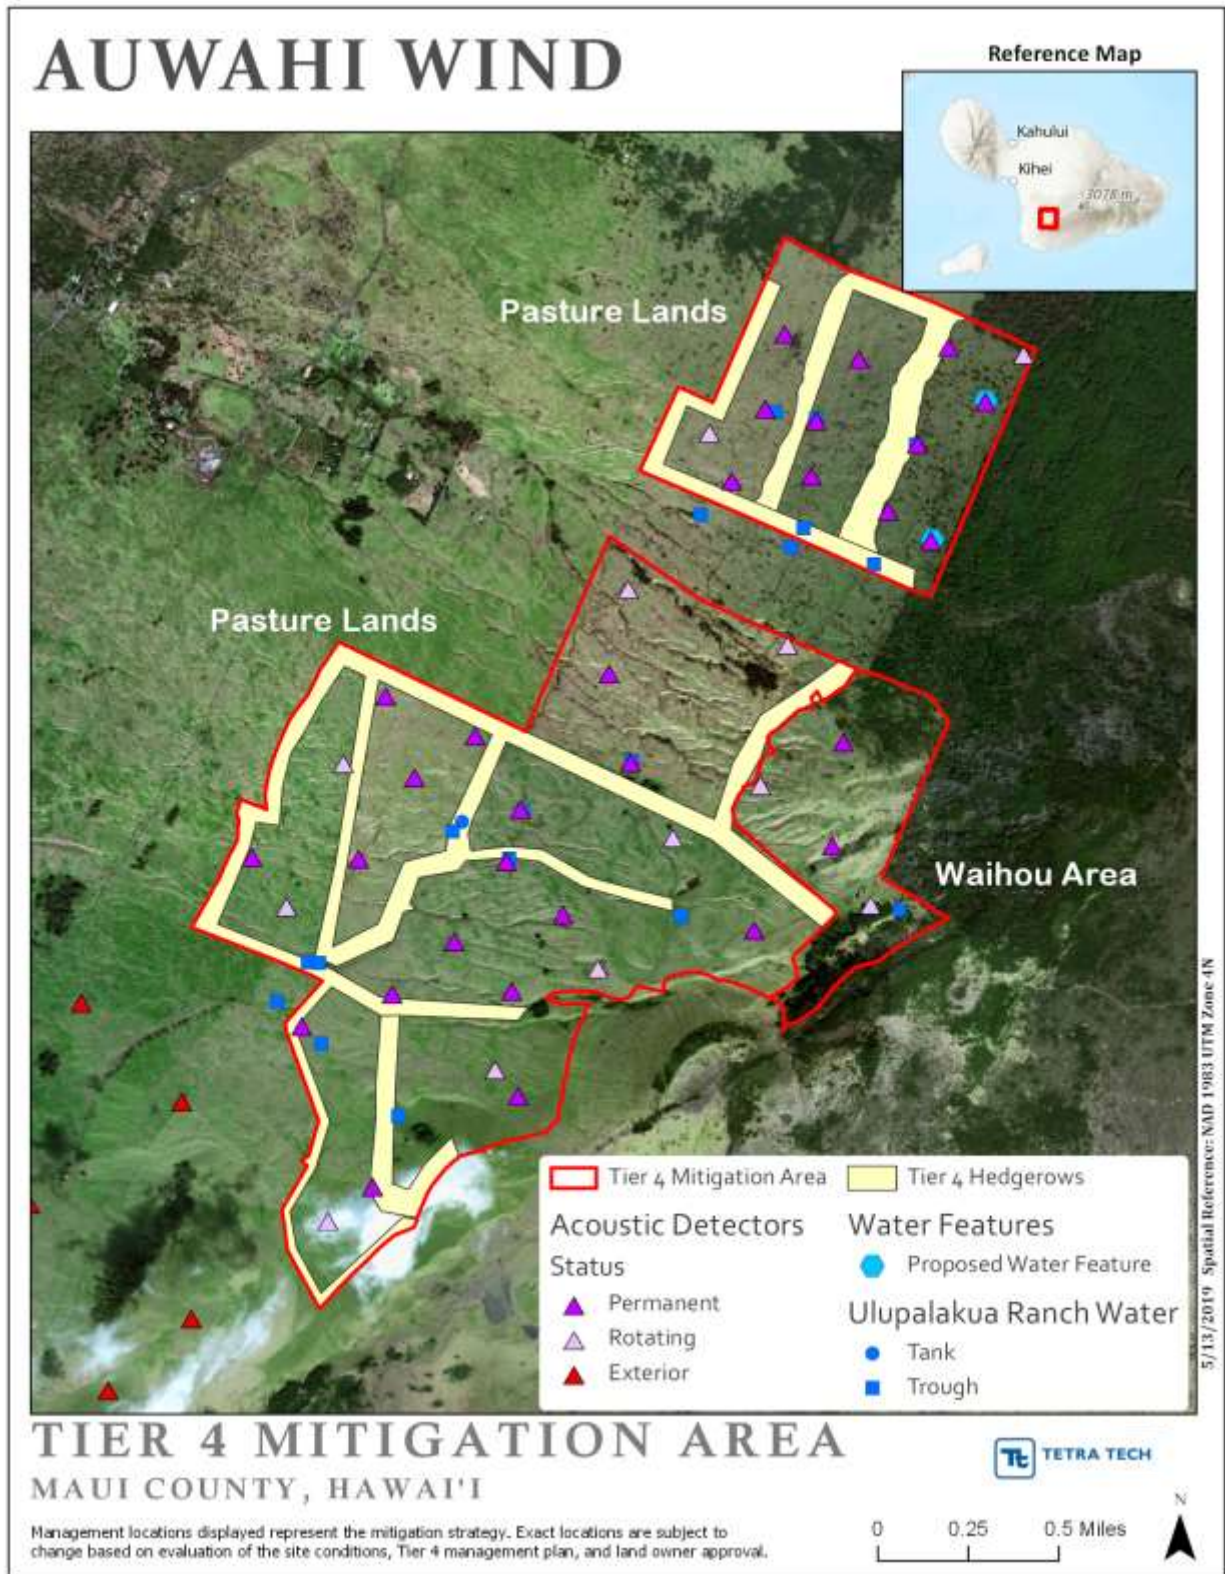 AUWAHI WIND
Reference Map
Kahului
Kihei
3078 m
Pasture Lands
Pasture Lands
Waihou Area
Tier 4 Mitigation Area
Tier 4 Hedgerows
Acoustic Detectors
Status
Permanent
Rotating
Exterior
Water Features
Proposed Water Feature
Ulupalakua Ranch Water
Tank
Trough
5/13/2019 Spatial Reference: NAD 1983 UTM Zone 4N
TIER 4 MITIGATION AREA
MAUI COUNTY, HAWAI'I
Tt TETRA TECH
Management locations displayed represent the mitigation strategy. Exact locations are subject to
change based on evaluation of the site conditions, Tier 4 management plan, and land owner approval.
0 0.25 0.5 Miles
N